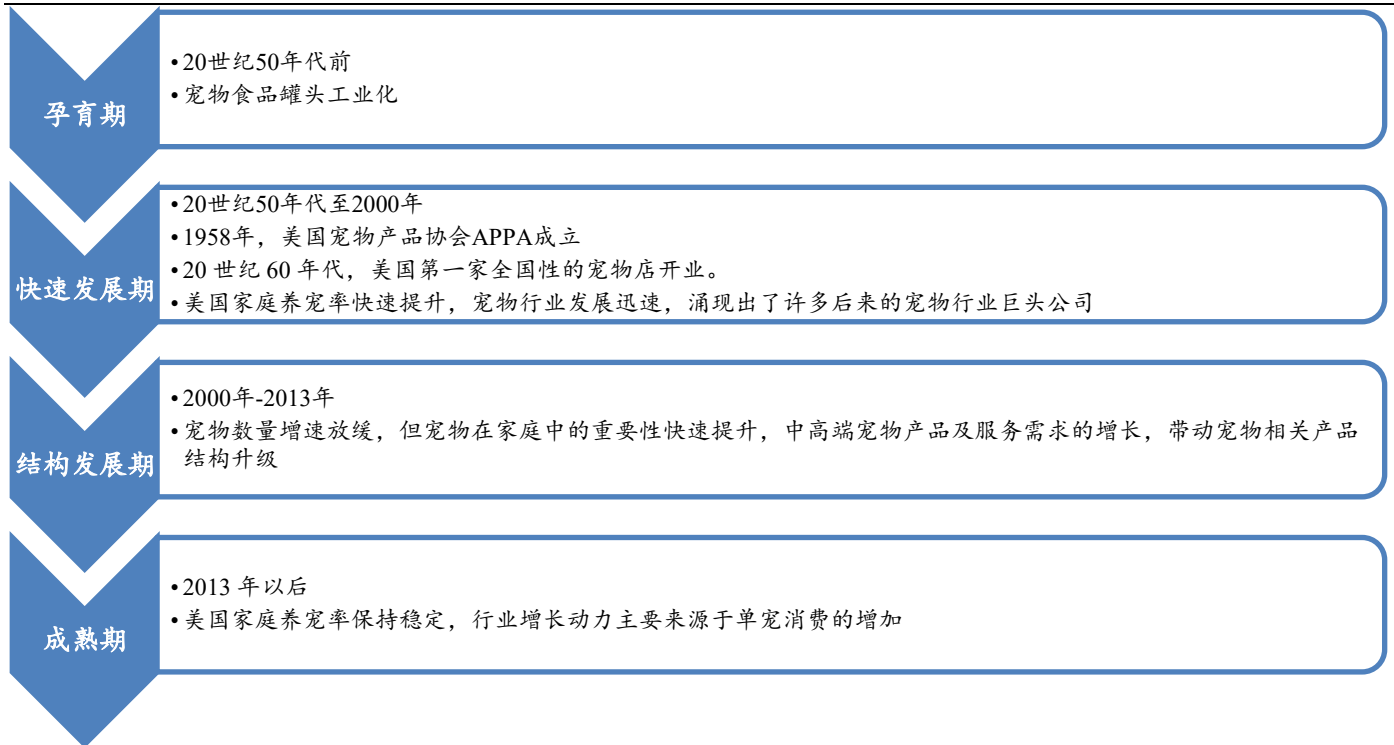 孕育期
•20世纪50年代前
•宠物食品罐头工业化
快速发展期
•20世纪50年代至2000年
•1958年，美国宠物产品协会APPA成立
•20 世纪 60 年代，美国第一家全国性的宠物店开业。
•美国家庭养宠率快速提升，宠物行业发展迅速，涌现出了许多后来的宠物行业巨头公司
结构发展期
•2000年-2013年
•宠物数量增速放缓，但宠物在家庭中的重要性快速提升，中高端宠物产品及服务需求的增长，带动宠物相关产品
结构升级
成熟期
•2013 年以后
•美国家庭养宠率保持稳定，行业增长动力主要来源于单宠消费的增加